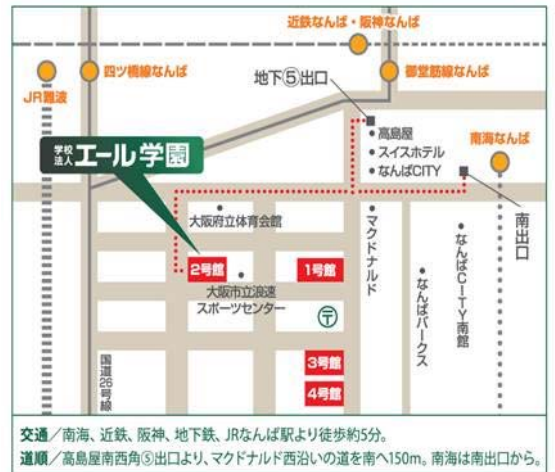 近鉄なんば・阪神なんば
四ツ橋線なんば
御堂筋線なんば
JR難波
地下⑤出口
南海なんば
学校法人 エール学園
•高島屋
•スイスホテル
•なんばCITY
南出口
•
大阪府立体育会館
•マクドナルド
•なんばCITY南館
•なんばパークス
2号館
1号館
•
大阪市立浪速
スポーツセンター
〒
国道26号線
3号館
4号館
交通／南海、近鉄、阪神、地下鉄、JRなんば駅より徒歩約5分。
道順／高島屋南西角⑤出口より、マクドナルド西沿いの道を南へ150m。南海は南出口から。